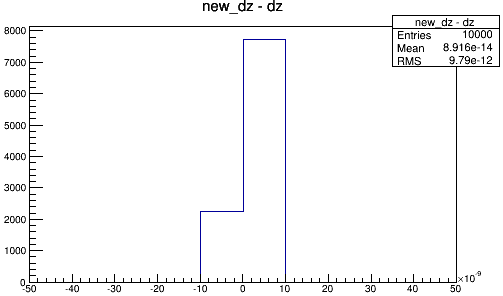 new_dz - dz
new_dz - dz
Entries 10000
Mean 8.916e-14
RMS 9.79e-12
8000
7000
6000
5000
4000
3000
2000
1000
0
-50 -40 -30 -20 -10 0 10 20 30 40 50
×10⁻⁹